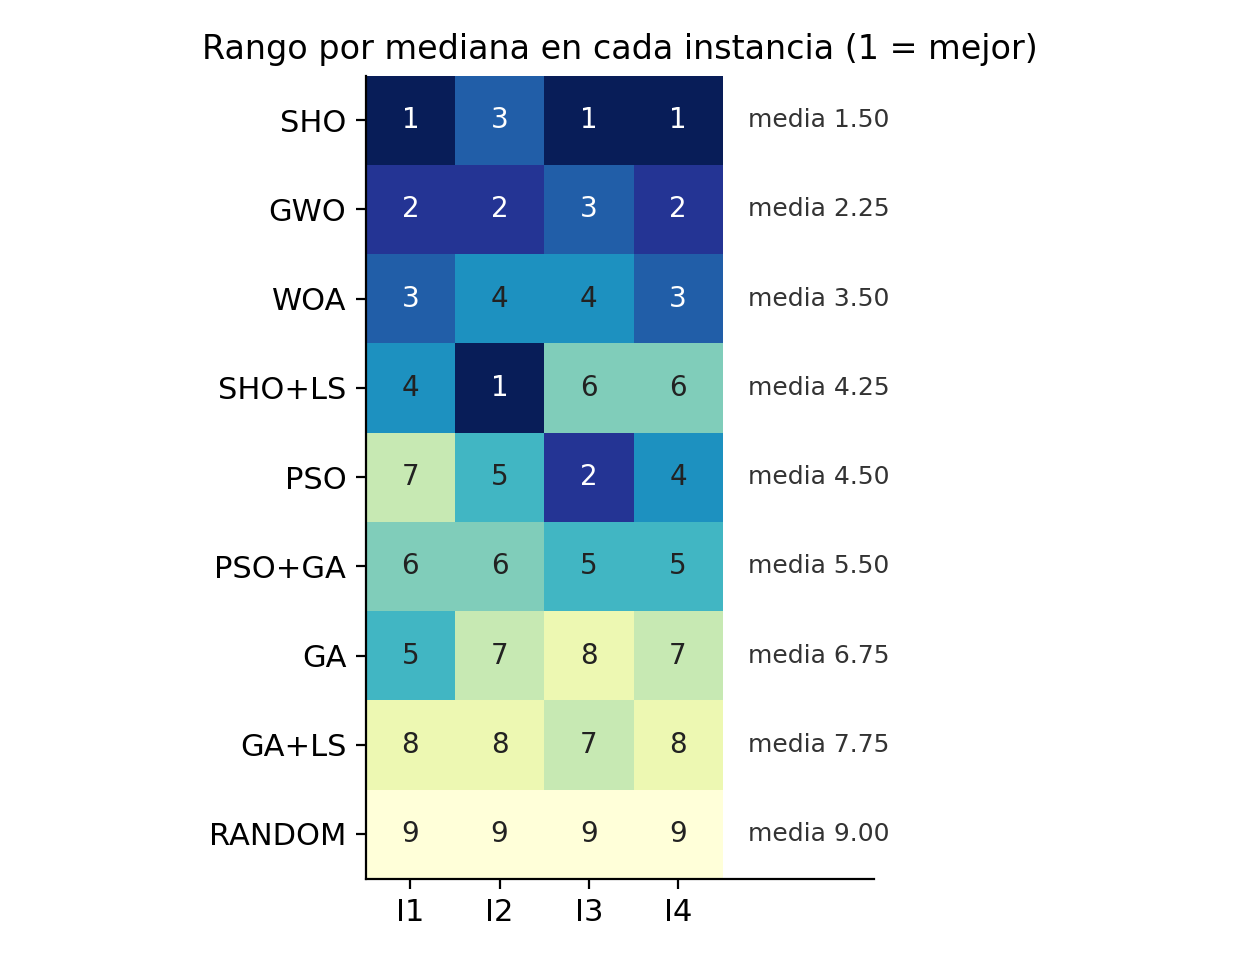 Rango por mediana en cada instancia (1 = mejor)
SHO 1 3 1 1 media 1.50
GWO 2 2 3 2 media 2.25
WOA 3 4 4 3 media 3.50
SHO+LS 4 1 6 6 media 4.25
PSO 7 5 2 4 media 4.50
PSO+GA 6 6 5 5 media 5.50
GA 5 7 8 7 media 6.75
GA+LS 8 8 7 8 media 7.75
RANDOM 9 9 9 9 media 9.00
I1 I2 I3 I4